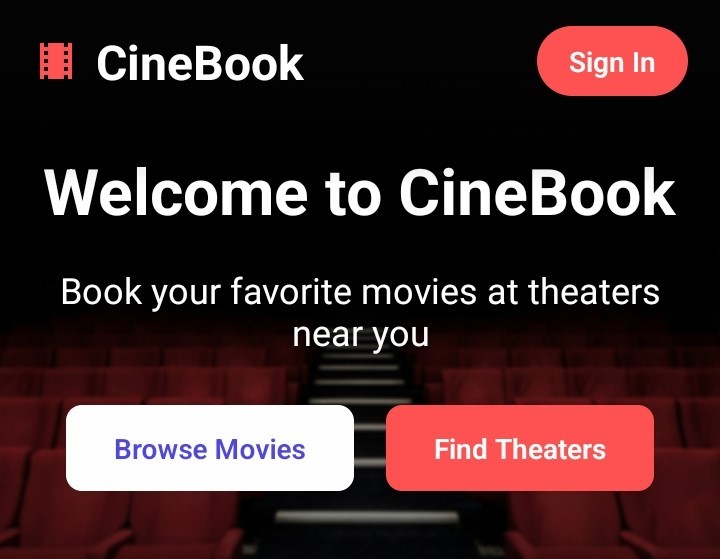 CineBook
Sign In
Welcome to CineBook
Book your favorite movies at theaters
near you
Browse Movies
Find Theaters